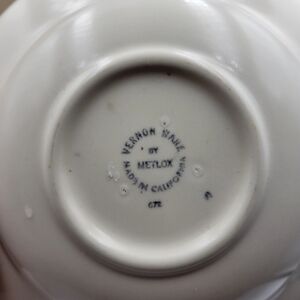 VERNON WARE
BY
METLOX
MADE IN CALIFORNIA